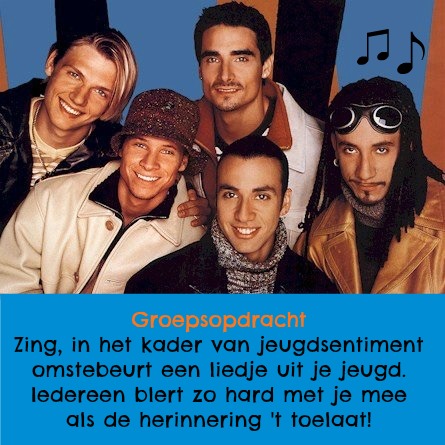 Groepsopdracht
Zing, in het kader van jeugdsentiment
omstebeurt een liedje uit je jeugd.
Iedereen blèrt zo hard met je mee
als de herinnering 't toelaat!